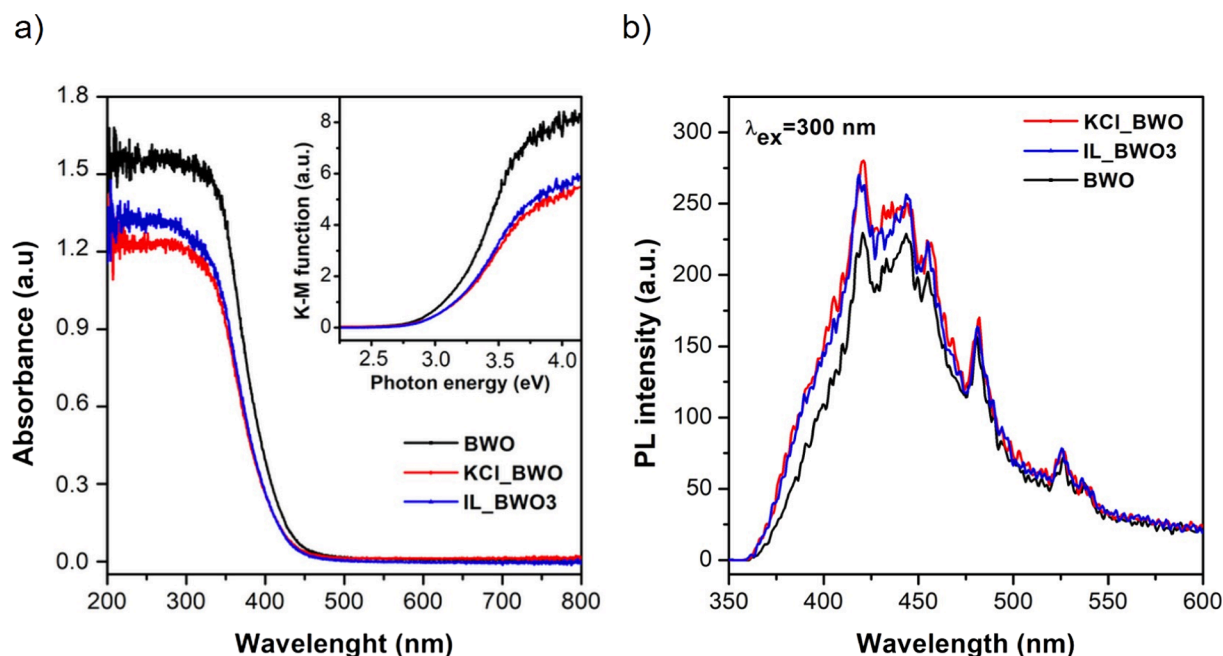 a)
b)
1.8
1.5
1.2
0.9
0.6
0.3
0.0
Absorbance (a.u)
200 300 400 500 600 700 800
Wavelenght (nm)
8
6
4
2
0
K-M function (a.u.)
2.5 3.0 3.5 4.0
Photon energy (eV)
BWO
KCl_BWO
IL_BWO3
300
250
200
150
100
50
0
PL intensity (a.u.)
λex=300 nm
KCl_BWO
IL_BWO3
BWO
350 400 450 500 550 600
Wavelength (nm)